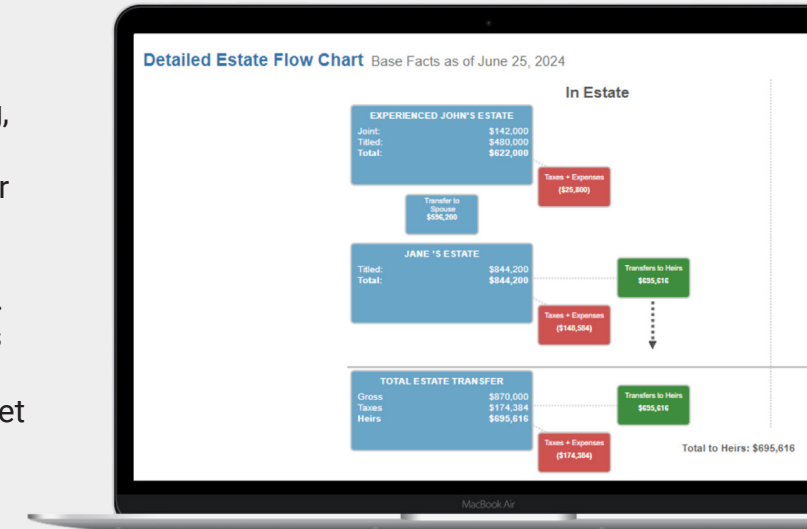 g,
r
.
s
et
Detailed Estate Flow Chart Base Facts as of June 25, 2024
In Estate
EXPERIENCED JOHN'S ESTATE
Joint: $142,000
Titled: $480,000
Total: $622,000
Taxes + Expenses
($25,800)
Transfer to
Spouse
$596,200
JANE 'S ESTATE
Titled: $844,200
Total: $844,200
Transfers to Heirs
$695,616
Taxes + Expenses
($148,584)
TOTAL ESTATE TRANSFER
Gross $870,000
Taxes $174,384
Heirs $695,616
Transfers to Heirs
$695,616
Taxes + Expenses
($174,384)
Total to Heirs: $695,616
MacBook Air